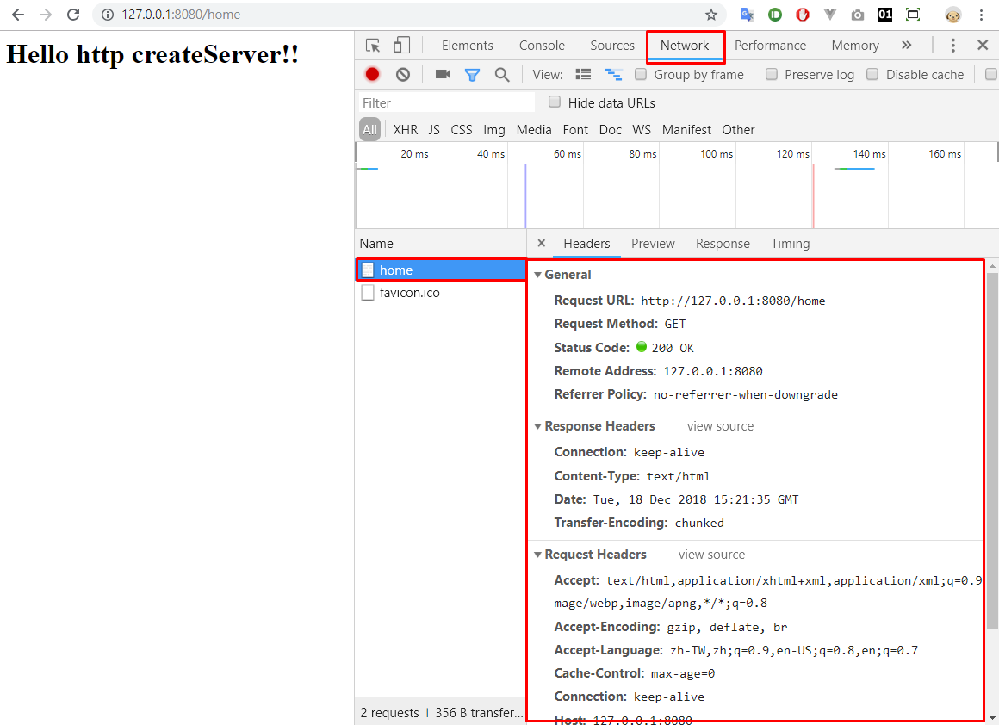 127.0.0.1:8080/home
01
Hello http createServer!!
Elements Console Sources Network Performance Memory »
View: Group by frame Preserve log Disable cache
Filter Hide data URLs
All XHR JS CSS Img Media Font Doc WS Manifest Other
20 ms 40 ms 60 ms 80 ms 100 ms 120 ms 140 ms 160 ms
Name
home
favicon.ico
2 requests | 356 B transfer...
× Headers Preview Response Timing
General
Request URL: http://127.0.0.1:8080/home
Request Method: GET
Status Code: 200 OK
Remote Address: 127.0.0.1:8080
Referrer Policy: no-referrer-when-downgrade
Response Headers view source
Connection: keep-alive
Content-Type: text/html
Date: Tue, 18 Dec 2018 15:21:35 GMT
Transfer-Encoding: chunked
Request Headers view source
Accept: text/html,application/xhtml+xml,application/xml;q=0.9
mage/webp,image/apng,*/*;q=0.8
Accept-Encoding: gzip, deflate, br
Accept-Language: zh-TW,zh;q=0.9,en-US;q=0.8,en;q=0.7
Cache-Control: max-age=0
Connection: keep-alive
Host: 127.0.0.1:8080